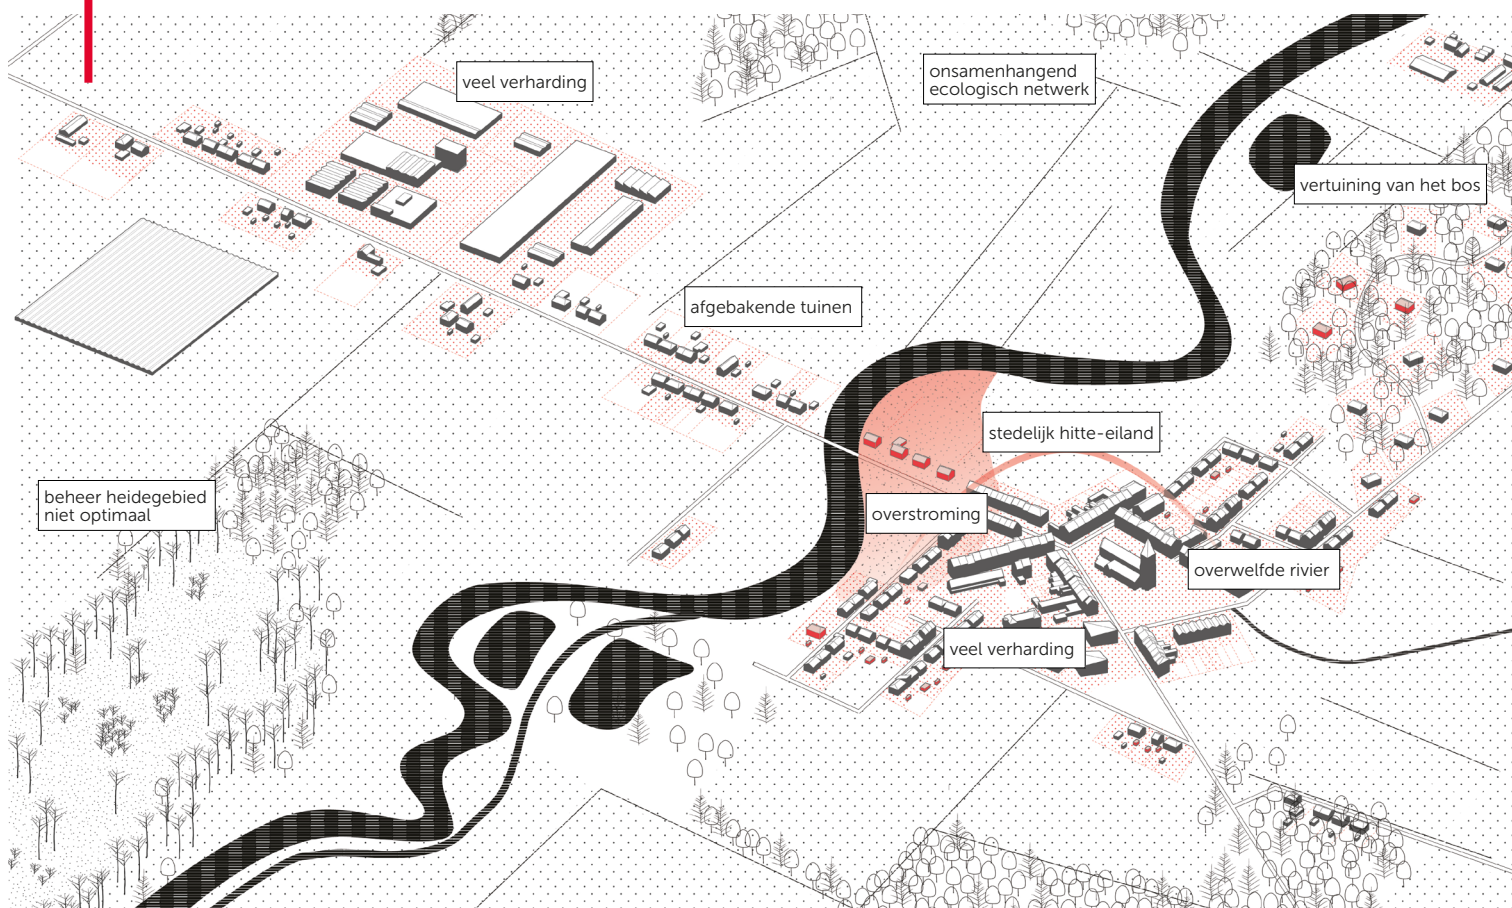 veel verharding
onsamenhangend
ecologisch netwerk
vertuining van het bos
afgebakende tuinen
stedelijk hitte-eiland
beheer heidegebied
niet optimaal
overstroming
overwelfde rivier
veel verharding